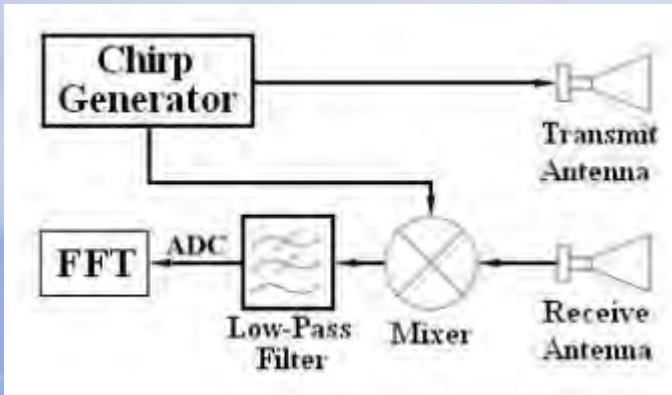 Chirp
Generator
Transmit
Antenna
FFT
ADC
Low-Pass
Filter
Mixer
Receive
Antenna